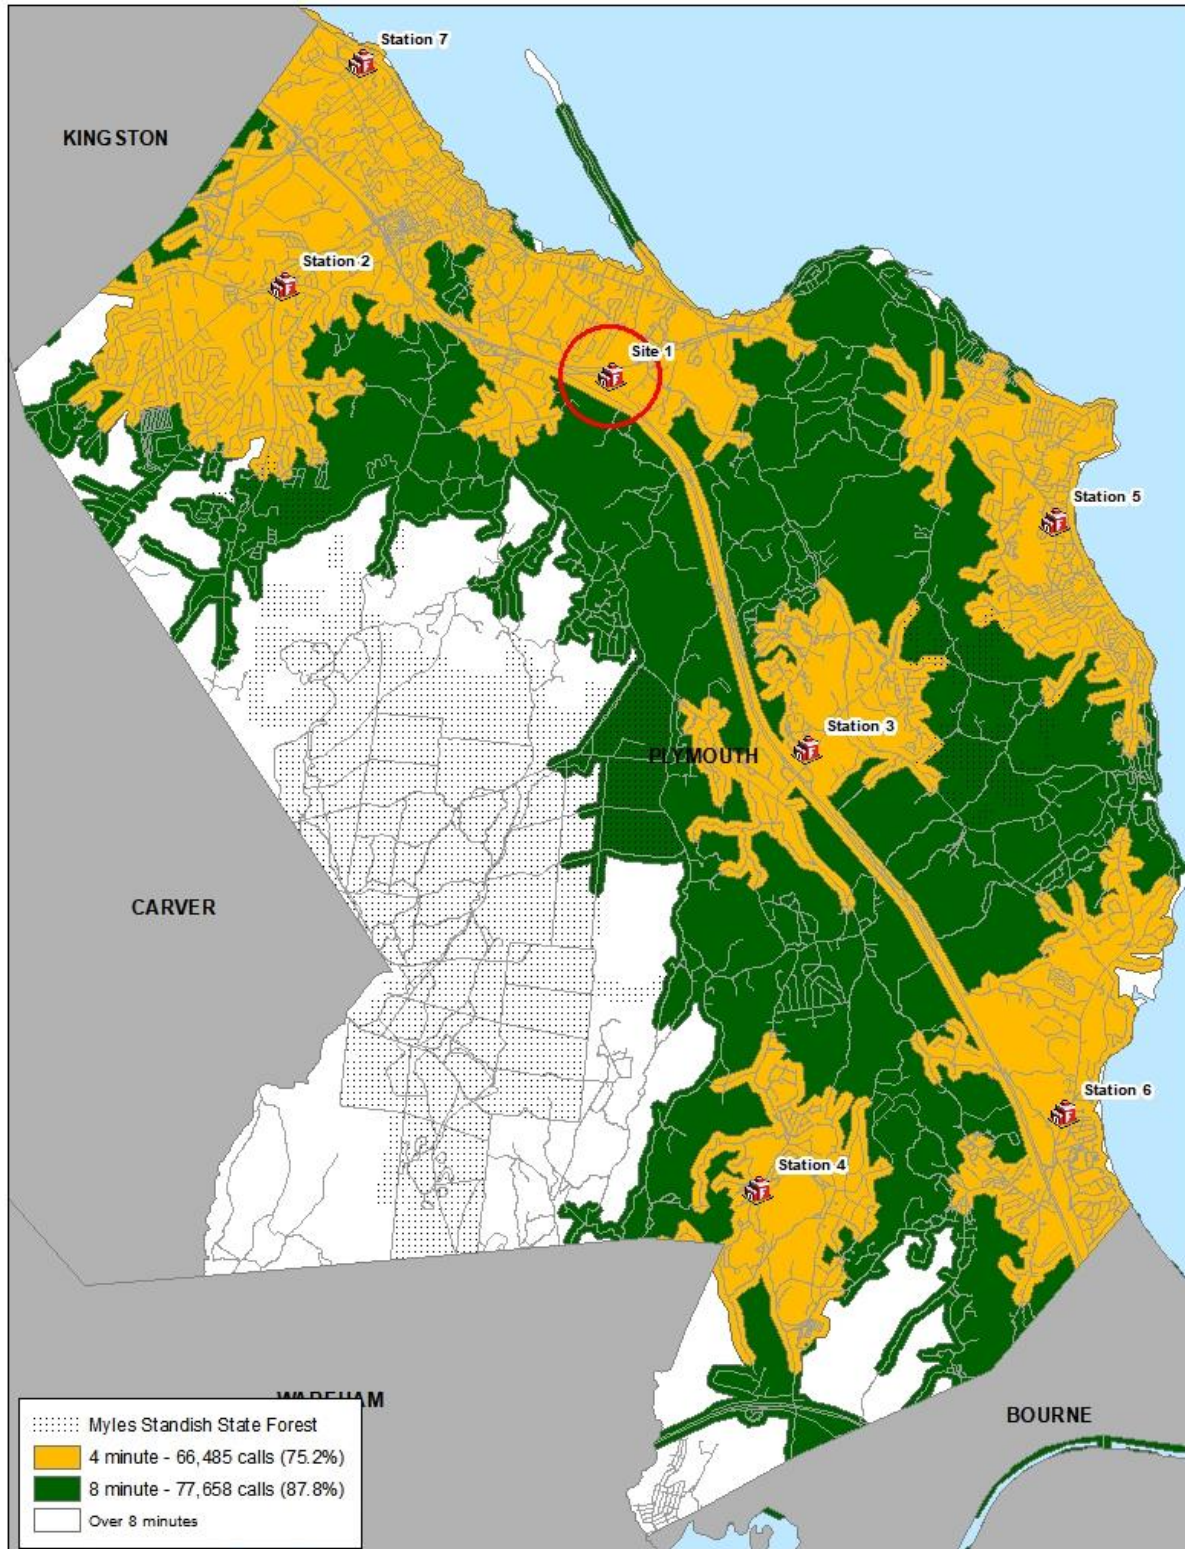 Station 7
KINGSTON
Station 2
Site 1
Station 5
Station 3
PLYMOUTH
CARVER
Station 6
Station 4
WAREHAM
BOURNE
Myles Standish State Forest
4 minute - 66,485 calls (75.2%)
8 minute - 77,658 calls (87.8%)
Over 8 minutes